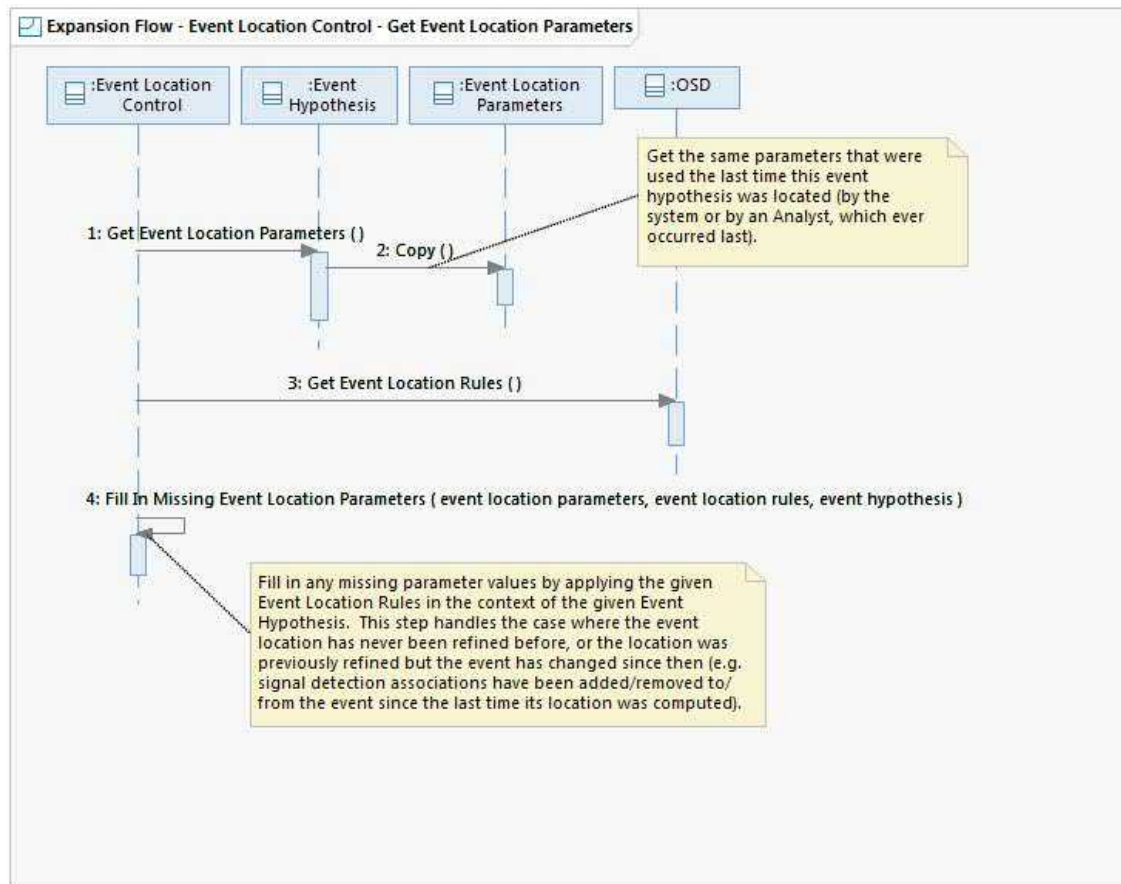 Expansion Flow - Event Location Control - Get Event Location Parameters
:Event Location
Control
:Event
Hypothesis
:Event Location
Parameters
:OSD
Get the same parameters that were
used the last time this event
hypothesis was located (by the
system or by an Analyst, which ever
occurred last).
1: Get Event Location Parameters ( )
2: Copy ( )
3: Get Event Location Rules ( )
4: Fill In Missing Event Location Parameters ( event location parameters, event location rules, event hypothesis )
Fill in any missing parameter values by applying the given
Event Location Rules in the context of the given Event
Hypothesis.  This step handles the case where the event
location has never been refined before, or the location was
previously refined but the event has changed since then (e.g.
signal detection associations have been added/removed to/
from the event since the last time its location was computed).